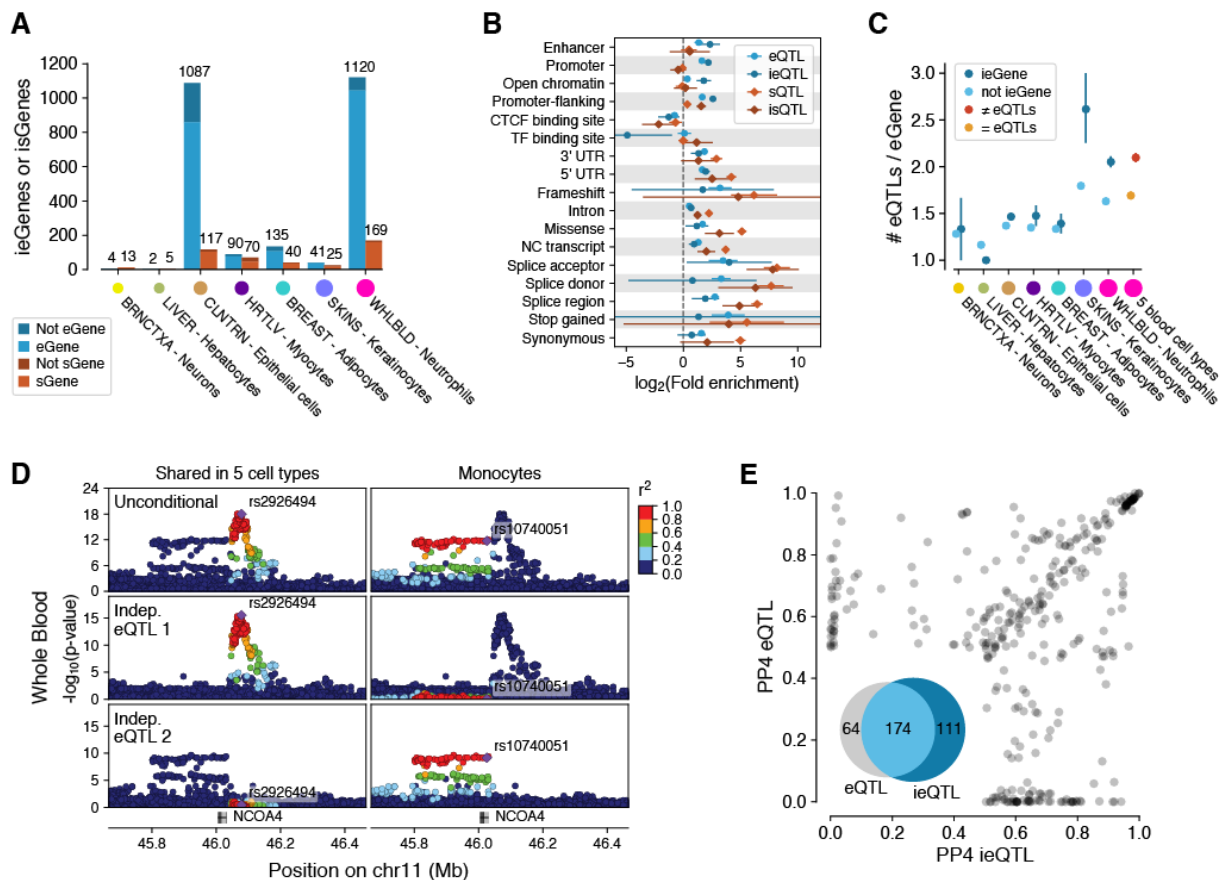 A
ieGenes or isGenes
1200
1000
800
600
400
200
0
1087
1120
4
13
2
5
117
90
70
135
40
41
25
169
BRNCTXA - Neurons
LIVER - Hepatocytes
CLNTRN - Epithelial cells
HRTLV - Myocytes
BREAST - Adipocytes
SKINS - Keratinocytes
WHLBLD - Neutrophils
Not eGene
eGene
Not sGene
sGene
B
Enhancer
Promoter
Open chromatin
Promoter-flanking
CTCF binding site
TF binding site
3' UTR
5' UTR
Frameshift
Intron
Missense
NC transcript
Splice acceptor
Splice donor
Splice region
Stop gained
Synonymous
eQTL
ieQTL
sQTL
isQTL
−5
0
5
10
log2(Fold enrichment)
C
# eQTLs / eGene
3.0
2.5
2.0
1.5
1.0
ieGene
not ieGene
≠ eQTLs
= eQTLs
BRNCTXA - Neurons
LIVER - Hepatocytes
CLNTRN - Epithelial cells
HRTLV - Myocytes
BREAST - Adipocytes
SKINS - Keratinocytes
WHLBLD - Neutrophils
5 blood cell types
D
Shared in 5 cell types
Monocytes
Whole Blood
-log10(p-value)
24
18
12
6
0
Unconditional
rs2926494
rs10740051
r2
1.0
0.8
0.6
0.4
0.2
0.0
15
10
5
0
Indep.
eQTL 1
rs2926494
rs10740051
15
10
5
0
Indep.
eQTL 2
rs2926494
rs10740051
NCOA4
NCOA4
45.8
46.0
46.2
46.4
45.8
46.0
46.2
46.4
Position on chr11 (Mb)
E
PP4 eQTL
1.0
0.8
0.6
0.4
0.2
0.0
64
174
111
eQTL
ieQTL
0.0
0.2
0.4
0.6
0.8
1.0
PP4 ieQTL